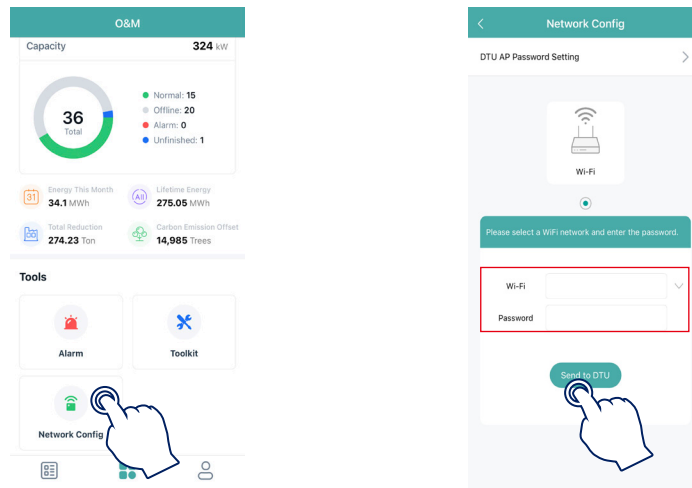 O&M
Capacity 324 kW
36
Total
Normal: 15
Offline: 20
Alarm: 0
Unfinished: 1
31
Energy This Month
34.1 MWh
All
Lifetime Energy
275.05 MWh
Total Reduction
274.23 Ton
Carbon Emission Offset
14,985 Trees
Tools
Alarm
Toolkit
Network Config
Network Config
DTU AP Password Setting
Wi-Fi
Please select a WiFi network and enter the password.
Wi-Fi
Password
Send to DTU